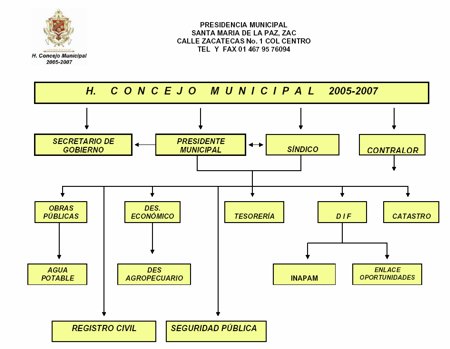 PRESIDENCIA MUNICIPAL
SANTA MARIA DE LA PAZ, ZAC
CALLE ZACATECAS No. 1 COL CENTRO
TEL Y FAX 01 467 95 76094
H. Concejo Municipal
2005-2007
H. CONCEJO MUNICIPAL 2005-2007
SECRETARIO DE
GOBIERNO
PRESIDENTE
MUNICIPAL
SÍNDICO
CONTRALOR
OBRAS
PÚBLICAS
DES.
ECONÓMICO
TESORERÍA
D I F
CATASTRO
AGUA
POTABLE
DES
AGROPECUARIO
INAPAM
ENLACE
OPORTUNIDADES
REGISTRO CIVIL
SEGURIDAD PÚBLICA